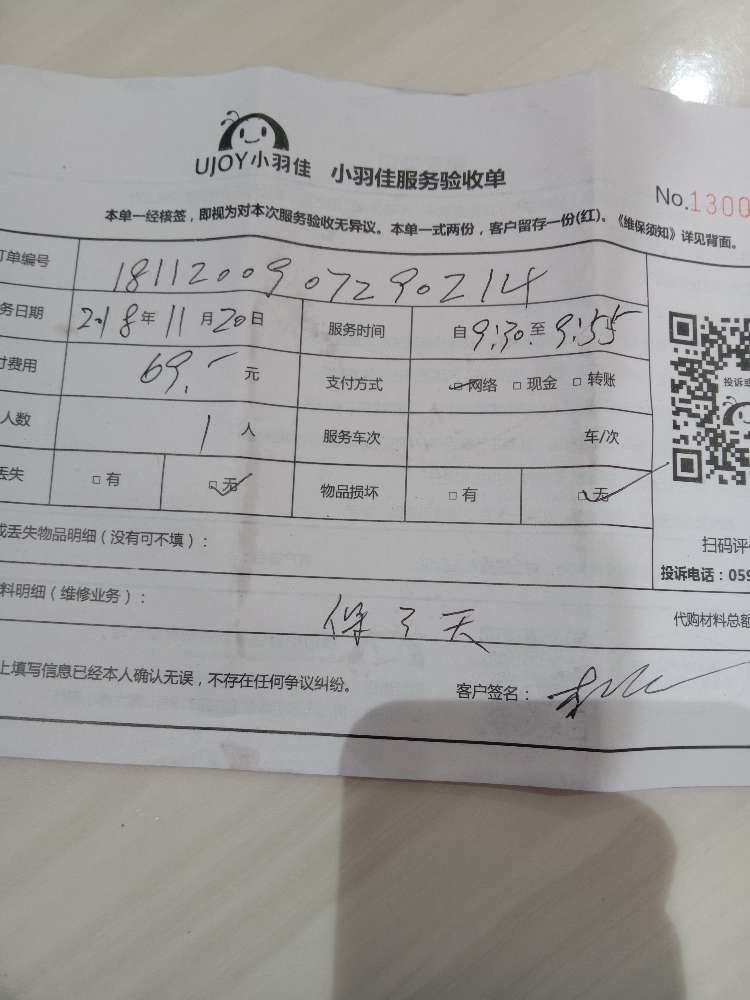 UJOY小羽佳 小羽佳服务验收单
No.1300
本单一经核签，即视为对本次服务验收无异议。本单一式两份，客户留存一份(红)。《维保须知》详见背面。
订单编号 181120090729 0214
务日期 2018年11月20日 服务时间 自9:30至9:55
付费用 69.- 元 支付方式 网络 现金 转账
人数 1 人 服务车次 车/次
丢失 有 无 物品损坏 有 无
投诉或
或丢失物品明细（没有可不填）：
扫码评价
投诉电话：059
料明细（维修业务）：
代购材料总额
上填写信息已经本人确认无误，不存在任何争议纠纷。 客户签名：